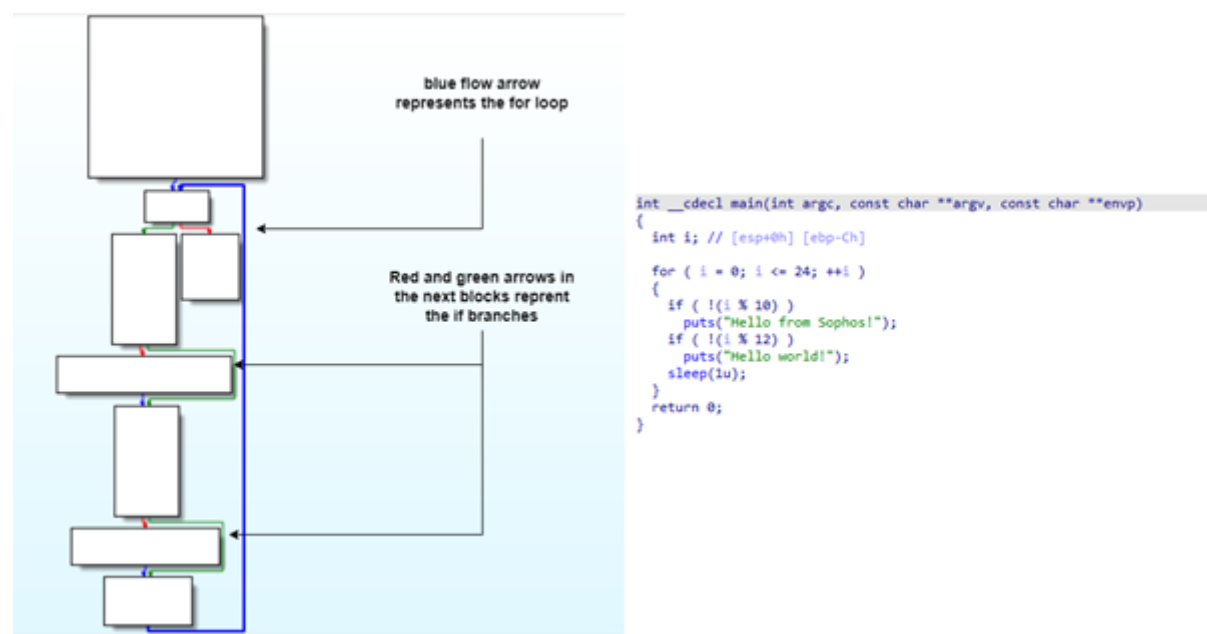 blue flow arrow
represents the for loop
Red and green arrows in
the next blocks reprent
the if branches
int __cdecl main(int argc, const char **argv, const char **envp)
{
int i; // [esp+0h] [ebp-Ch]
for ( i = 0; i <= 24; ++i )
{
if ( !(i % 10) )
puts("Hello from Sophos!");
if ( !(i % 12) )
puts("Hello world!");
sleep(1u);
}
return 0;
}